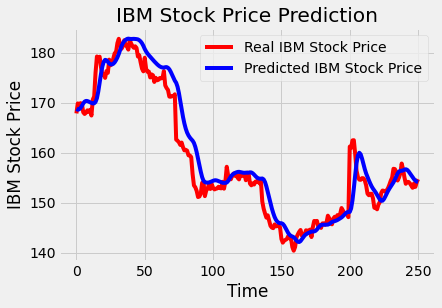 IBM Stock Price Prediction
Real IBM Stock Price
Predicted IBM Stock Price
IBM Stock Price
180
170
160
150
140
0 50 100 150 200 250
Time